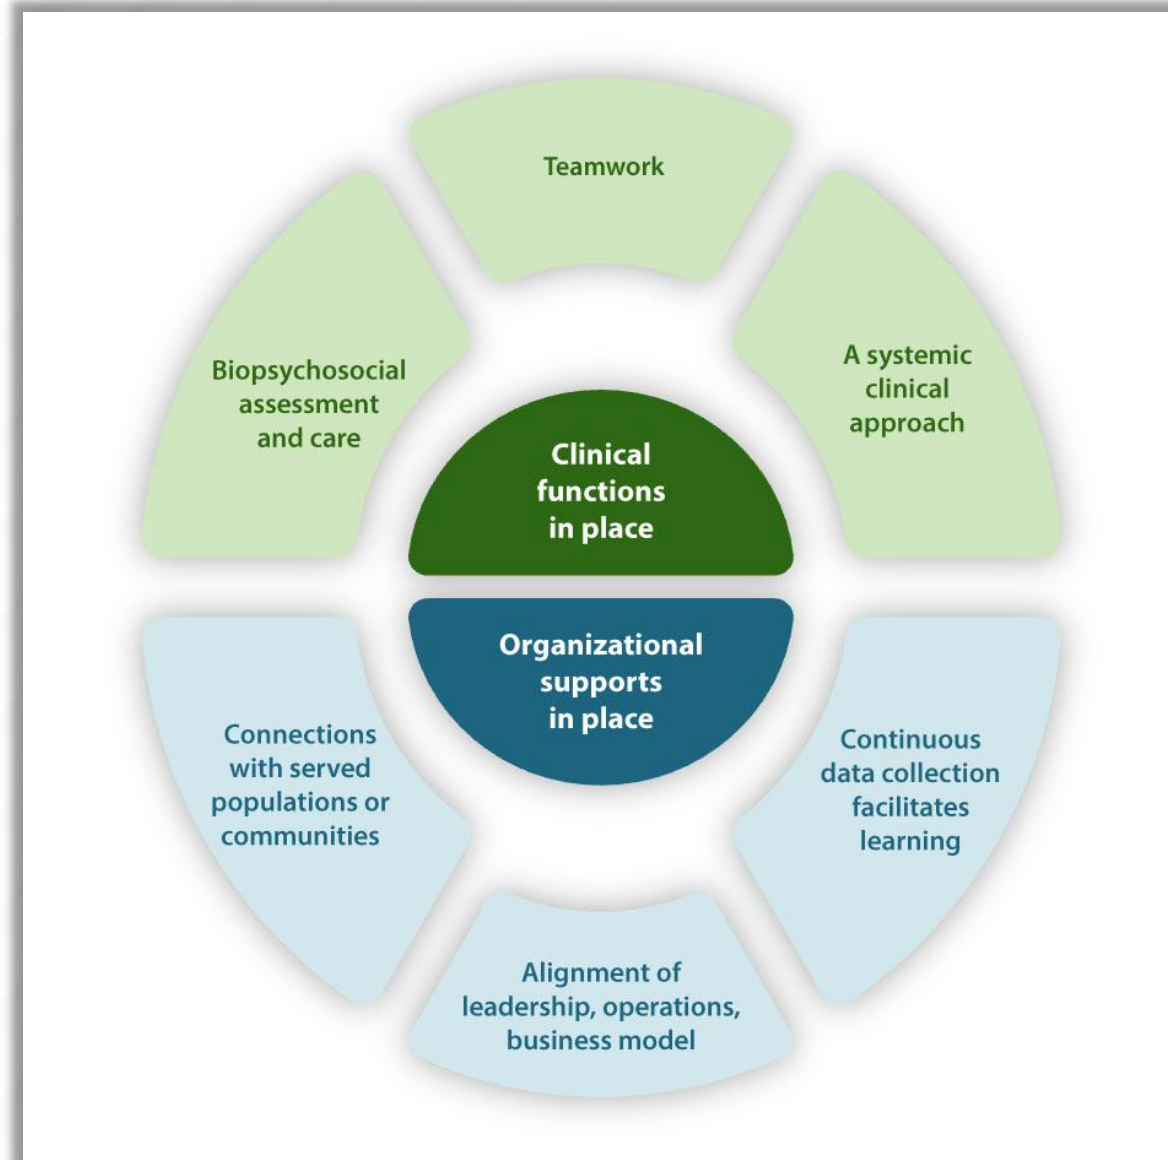 Teamwork
Biopsychosocial
assessment
and care
A systemic
clinical
approach
Clinical
functions
in place
Organizational
supports
in place
Connections
with served
populations or
communities
Continuous
data collection
facilitates
learning
Alignment of
leadership, operations,
business model